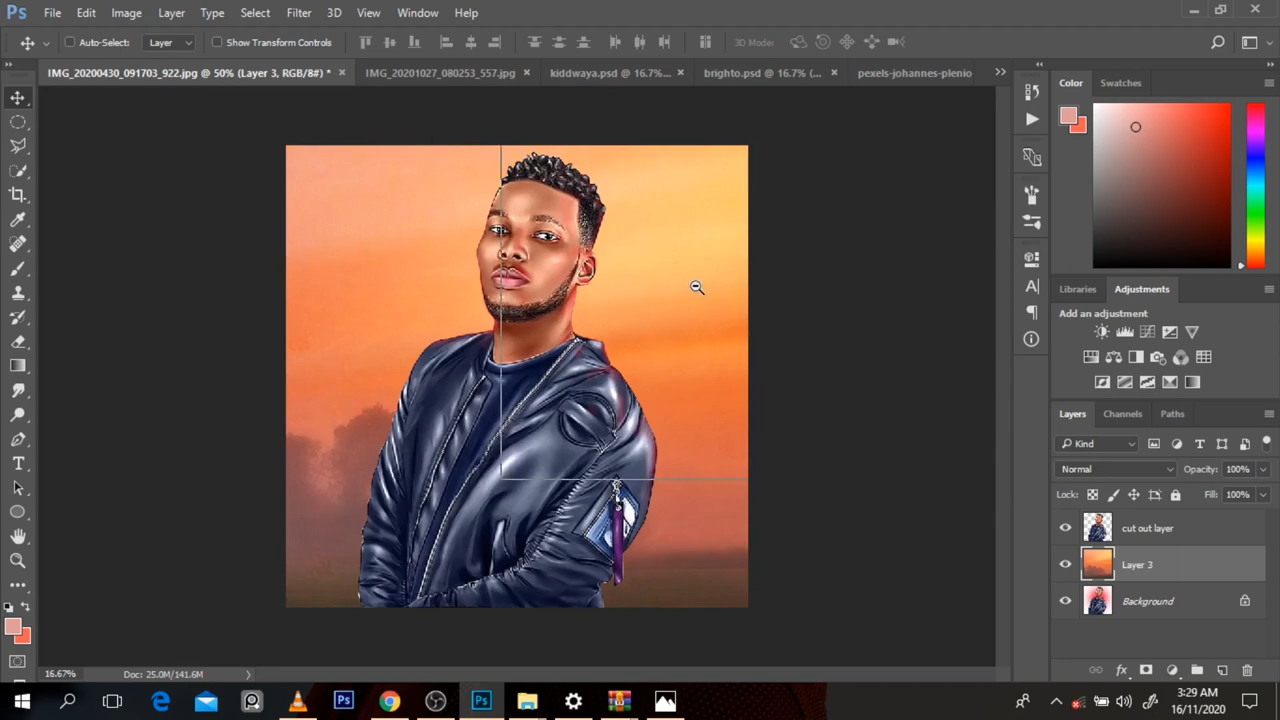 Ps File Edit Image Layer Type Select Filter 3D View Window Help
Auto-Select: Layer Show Transform Controls 3D Mode:
IMG_20200430_091703_922.jpg @ 50% (Layer 3, RGB/8#) * × IMG_20201027_080253_557.jpg × kiddwaya.psd @ 16.7%... × brighto.psd @ 16.7% (... × pexels-johannes-plenio
Color Swatches
Libraries Adjustments
Add an adjustment
Layers Channels Paths
Kind
Normal Opacity: 100%
Lock: Fill: 100%
cut out layer
Layer 3
Background
16.67% Doc: 25.0M/141.6M
3:29 AM
16/11/2020